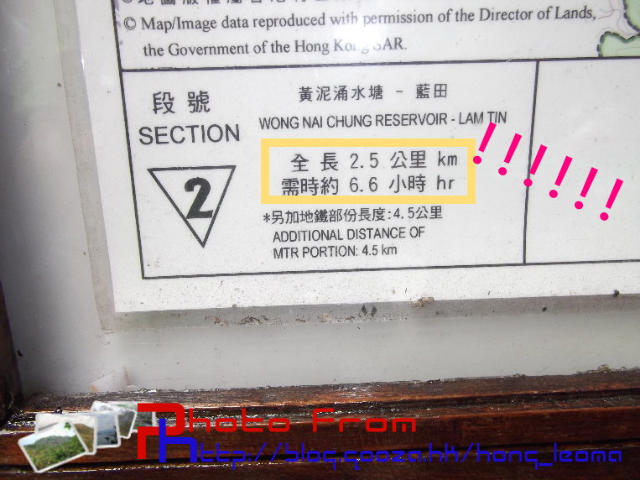 © Map/Image data reproduced with permission of the Director of Lands,
the Government of the Hong Kong SAR.
段號
SECTION
2
黃泥涌水塘 - 藍田
WONG NAI CHUNG RESERVOIR - LAM TIN
全長 2.5 公里 km
需時約 6.6 小時 hr
!!!!!!
*另加地鐵部份長度:4.5公里
ADDITIONAL DISTANCE OF
MTR PORTION: 4.5 km
Photo From
http://blog.qooza.hk/hong_leoma